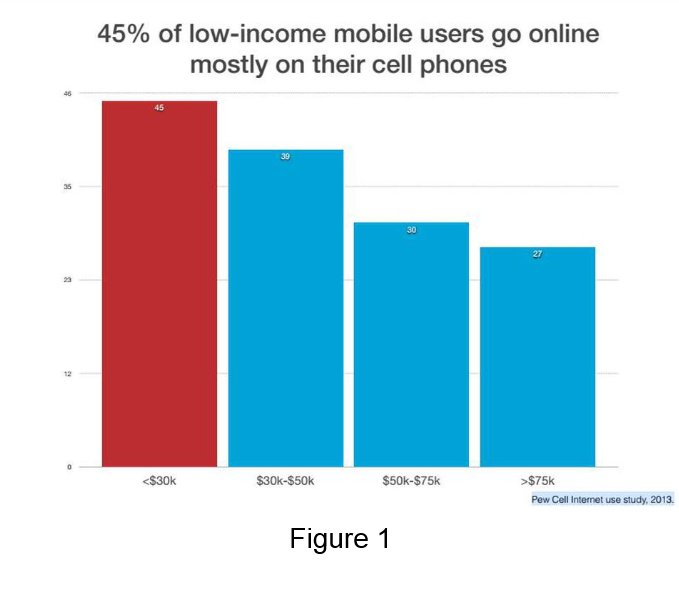 45% of low-income mobile users go online
mostly on their cell phones
46
45
39
35
30
27
23
12
0
<$30k
$30k-$50k
$50k-$75k
>$75k
Pew Cell Internet use study, 2013.
Figure 1